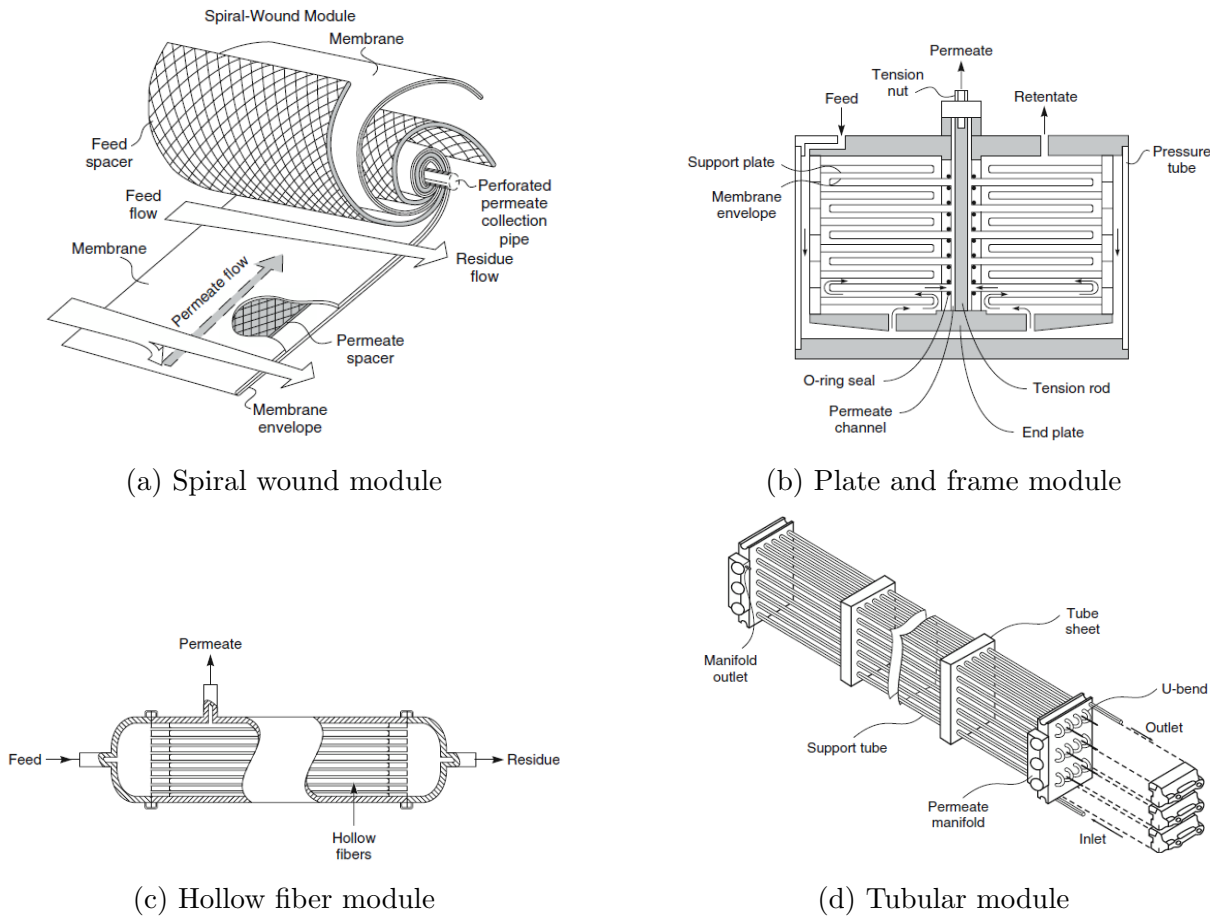 Spiral-Wound Module
Membrane
Feed
spacer
Feed
flow
Membrane
Permeate flow
Perforated
permeate
collection
pipe
Residue
flow
Permeate
spacer
Membrane
envelope
(a) Spiral wound module
Permeate
Tension
nut
Feed
Retentate
Support plate
Membrane
envelope
Pressure
tube
O-ring seal
Permeate
channel
Tension rod
End plate
(b) Plate and frame module
Permeate
Feed
Residue
Hollow
fibers
(c) Hollow fiber module
Tube
sheet
Manifold
outlet
U-bend
Outlet
Support tube
Permeate
manifold
Inlet
(d) Tubular module